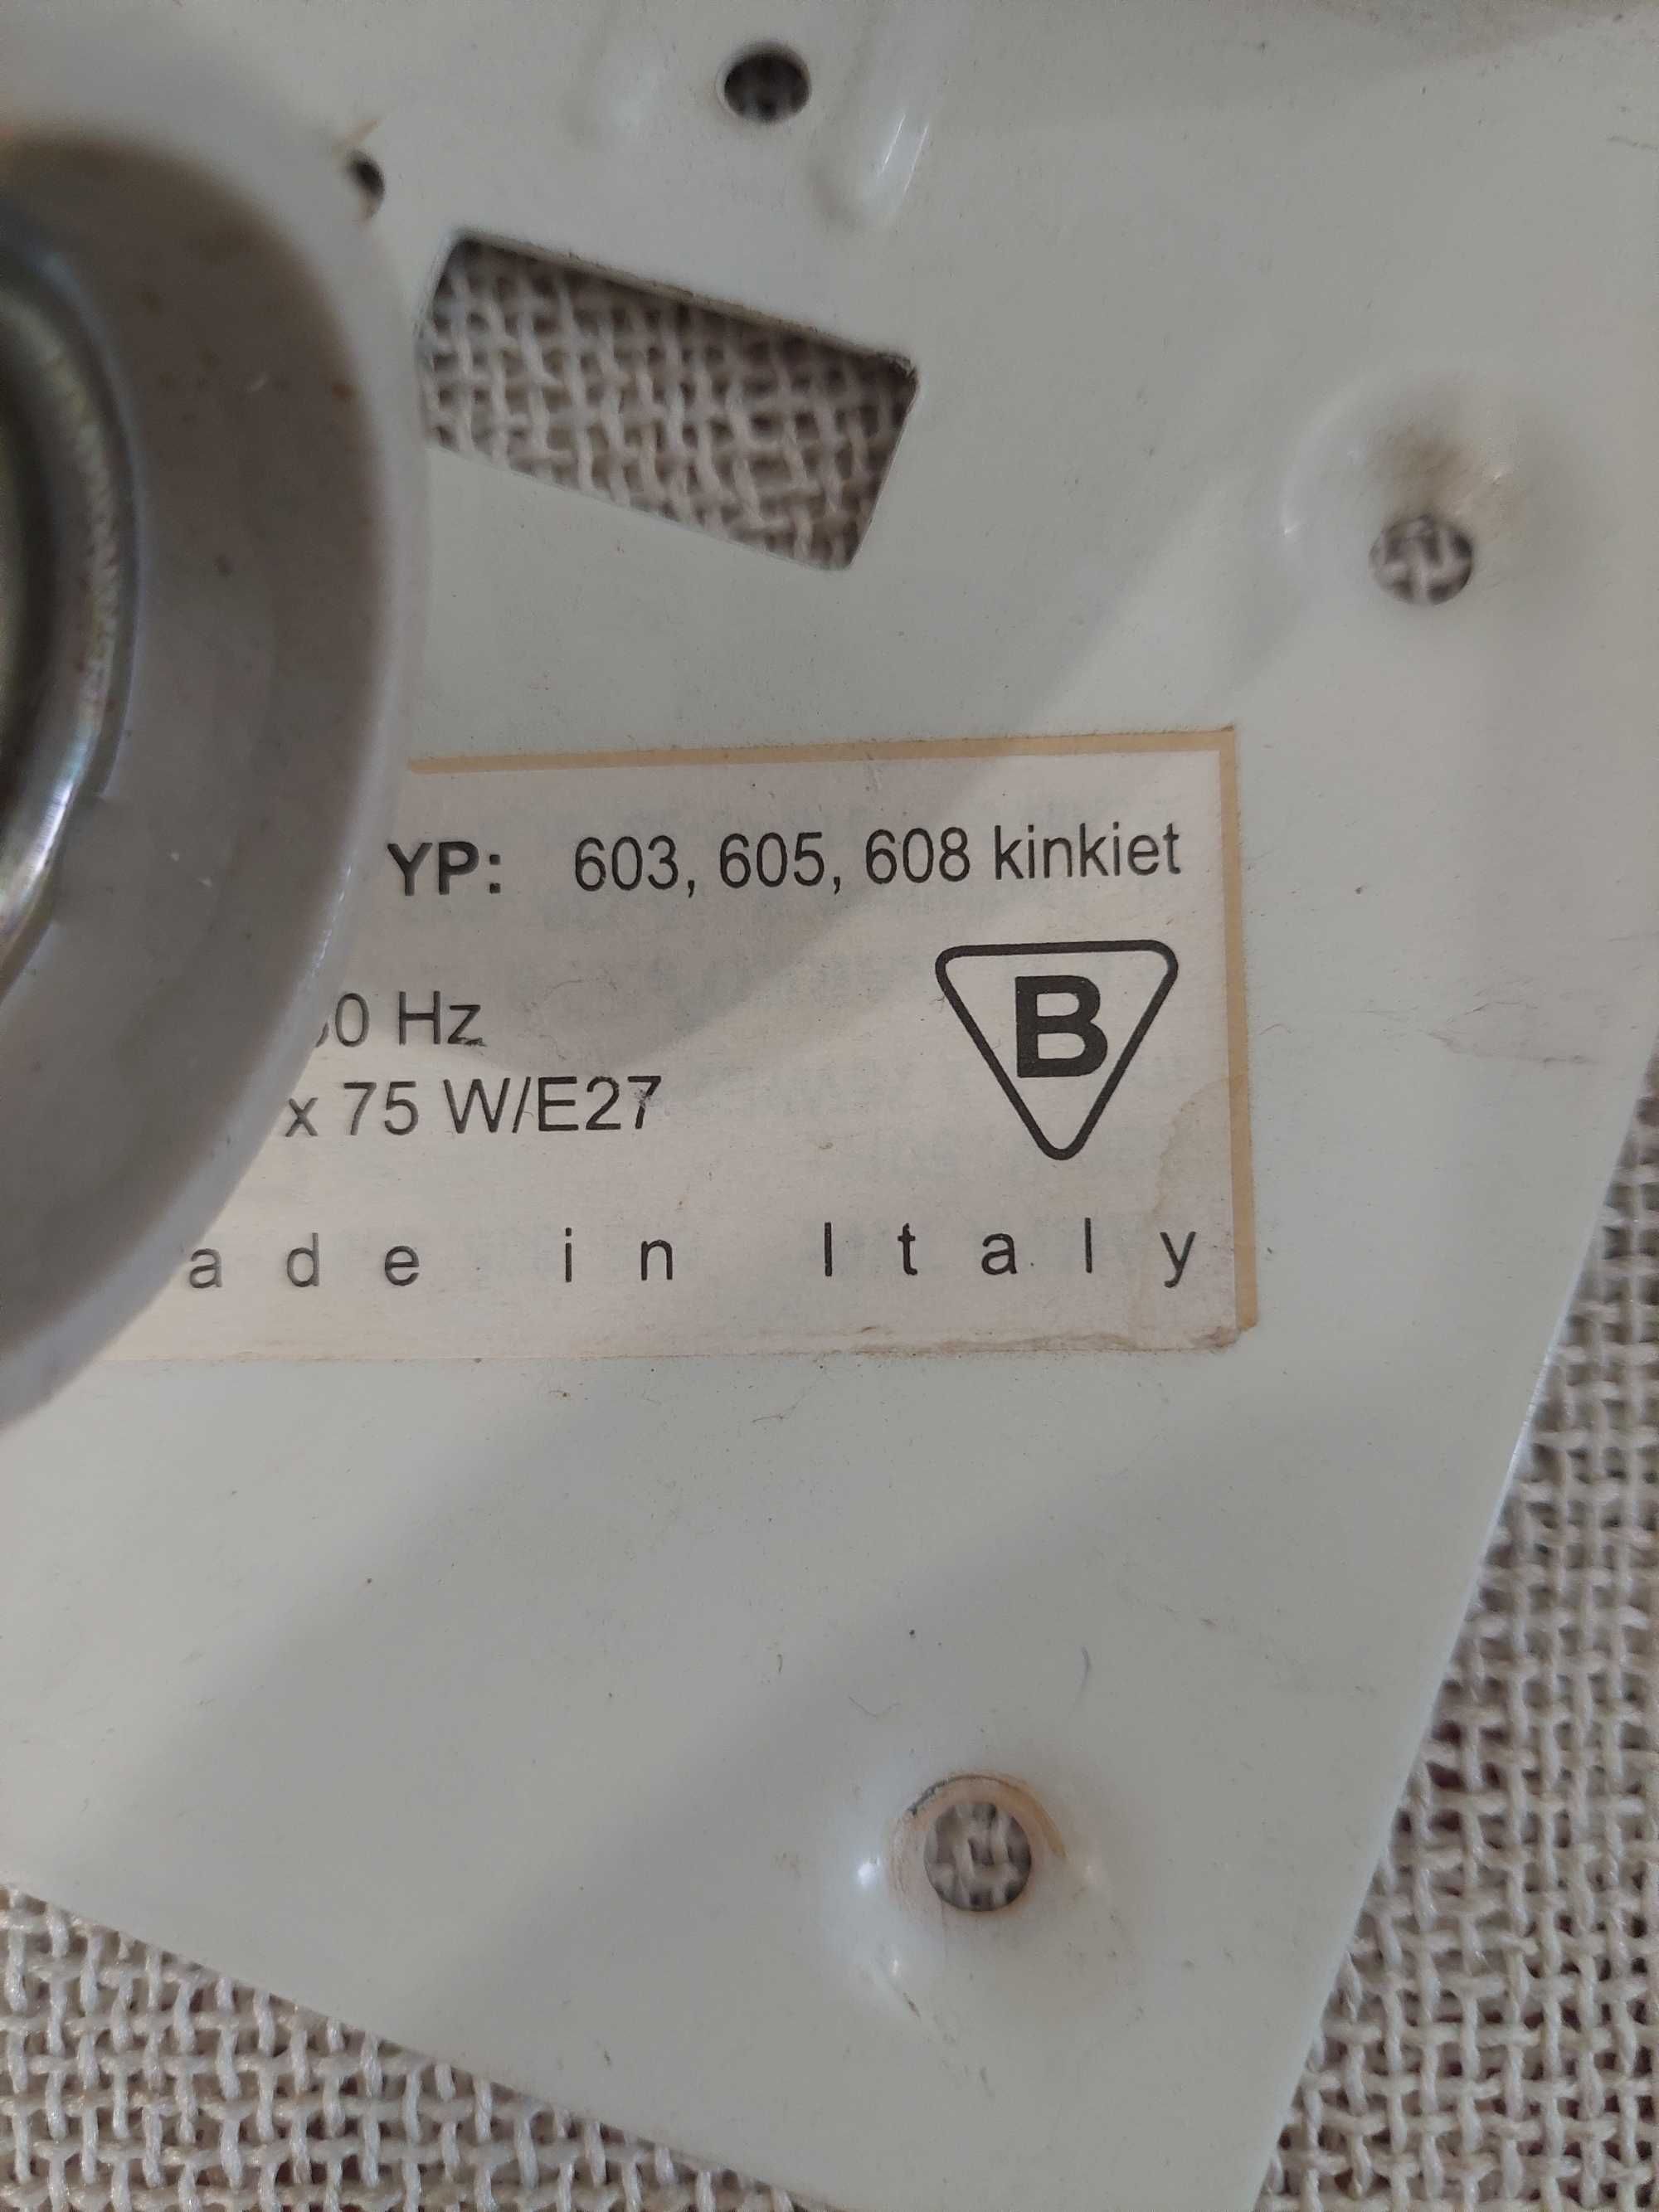 YP: 603, 605, 608 kinkiet
B
0 Hz
x 75 W/E27
ade in Italy